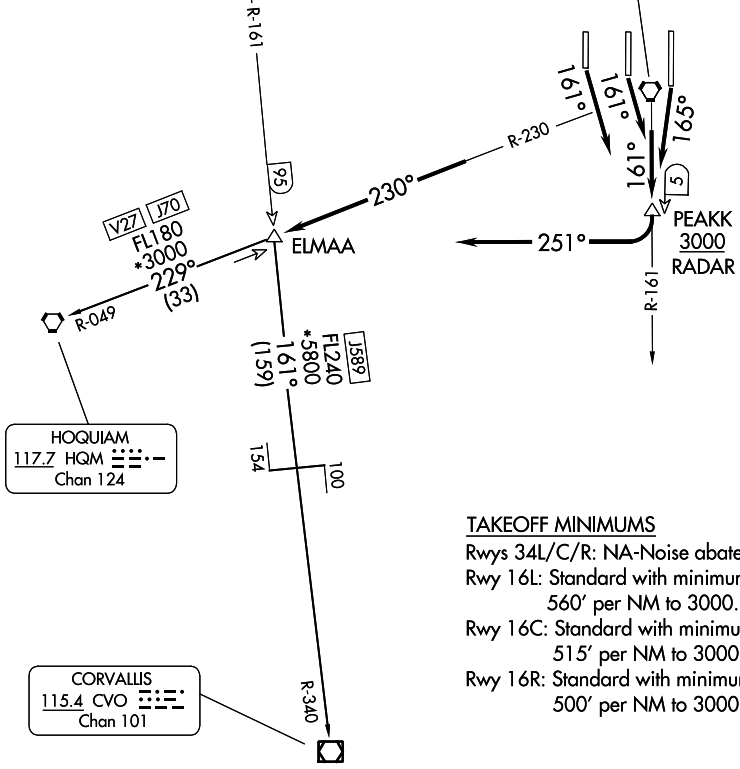 R-161
161°
161°
165°
R-230
161°
5
95
230°
PEAKK
3000
RADAR
V27
J70
FL180
*3000
229°
(33)
ELMAA
251°
R-049
R-161
J589
FL240
*5800
161°
(159)
HOQUIAM
117.7 HQM
Chan 124
154
100
TAKEOFF MINIMUMS
Rwys 34L/C/R: NA-Noise abate
Rwy 16L: Standard with minimu
560' per NM to 3000.
Rwy 16C: Standard with minimu
515' per NM to 3000
Rwy 16R: Standard with minimu
500' per NM to 3000
CORVALLIS
115.4 CVO
Chan 101
R-340